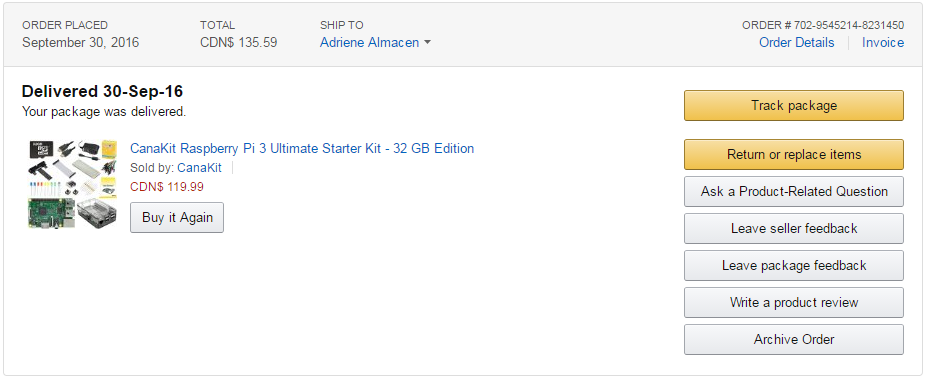 ORDER PLACED
September 30, 2016
TOTAL
CDN$ 135.59
SHIP TO
Adriene Almacen
ORDER # 702-9545214-8231450
Order Details
Invoice
Delivered 30-Sep-16
Your package was delivered.
CanaKit Raspberry Pi 3 Ultimate Starter Kit - 32 GB Edition
Sold by: CanaKit
CDN$ 119.99
Buy it Again
Track package
Return or replace items
Ask a Product-Related Question
Leave seller feedback
Leave package feedback
Write a product review
Archive Order